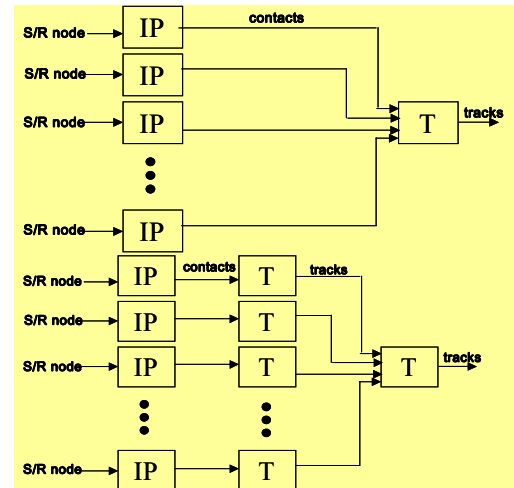 S/R node IP contacts
S/R node IP
S/R node IP T tracks
S/R node IP
S/R node IP contacts T tracks
S/R node IP T
S/R node IP T T tracks
S/R node IP T